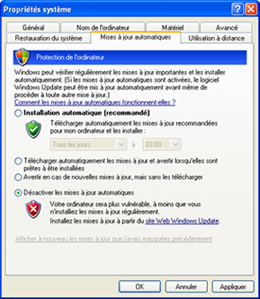 Propriétés système
Général
Nom de l'ordinateur
Matériel
Avancé
Restauration du système
Mises à jour automatiques
Utilisation à distance
Protection de l'ordinateur
Windows peut vérifier régulièrement les mises à jour importantes et les installer
automatiquement. (Si les mises à jour automatiques sont activées, le logiciel
Windows Update peut être mis à jour automatiquement avant même de
procéder à toute autre mise à jour.)
Comment les mises à jour automatiques fonctionnent-elles ?
Installation automatique (recommandé)
Télécharger automatiquement les mises à jour recommandées
pour mon ordinateur et les installer :
Tous les jours
à
03:00
Télécharger automatiquement les mises à jour et avertir lorsqu'elles sont
prêtes à être installées
Avertir en cas de nouvelles mises à jour, mais sans les télécharger
Désactiver les mises à jour automatiques
Votre ordinateur sera plus vulnérable, à moins que vous
n'installiez les mises à jour régulièrement.
Installez les mises à jour à partir du site Web Windows Update.
Afficher à nouveau les mises à jour que j'avais masquées précédemment
OK
Annuler
Appliquer